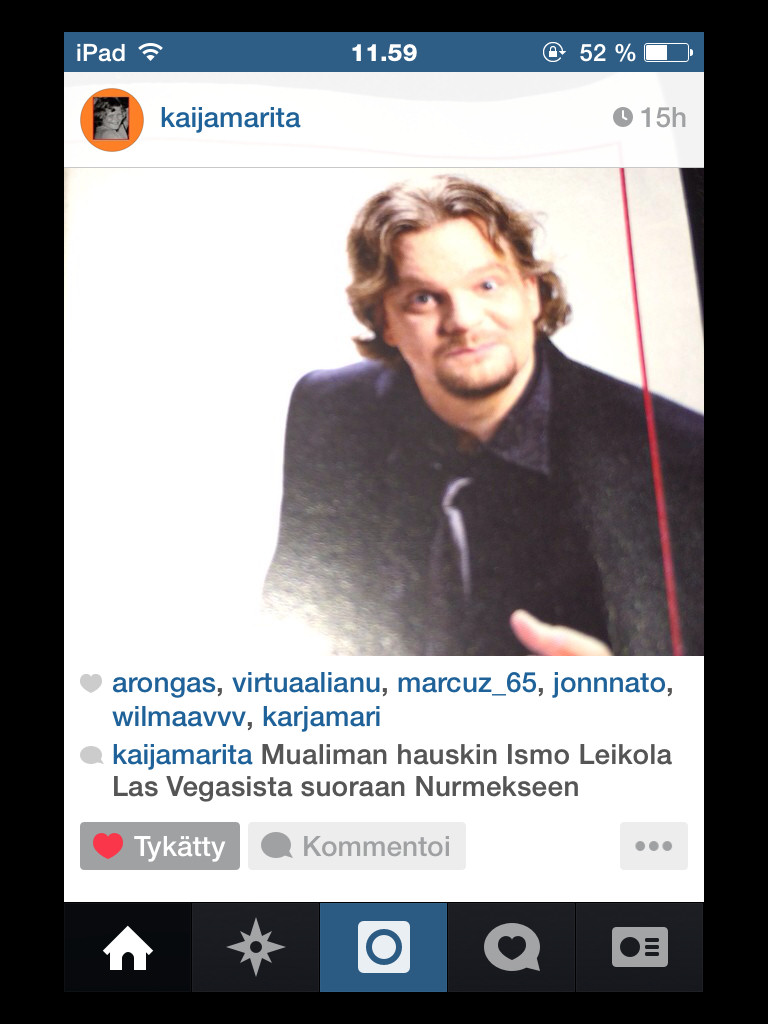 iPad 11.59 52 %
kaijamarita 15h
arongas, virtuaalianu, marcuz_65, jonnnato,
wilmaavvv, karjamari
kaijamarita Mualiman hauskin Ismo Leikola
Las Vegasista suoraan Nurmekseen
Tykätty Kommentoi